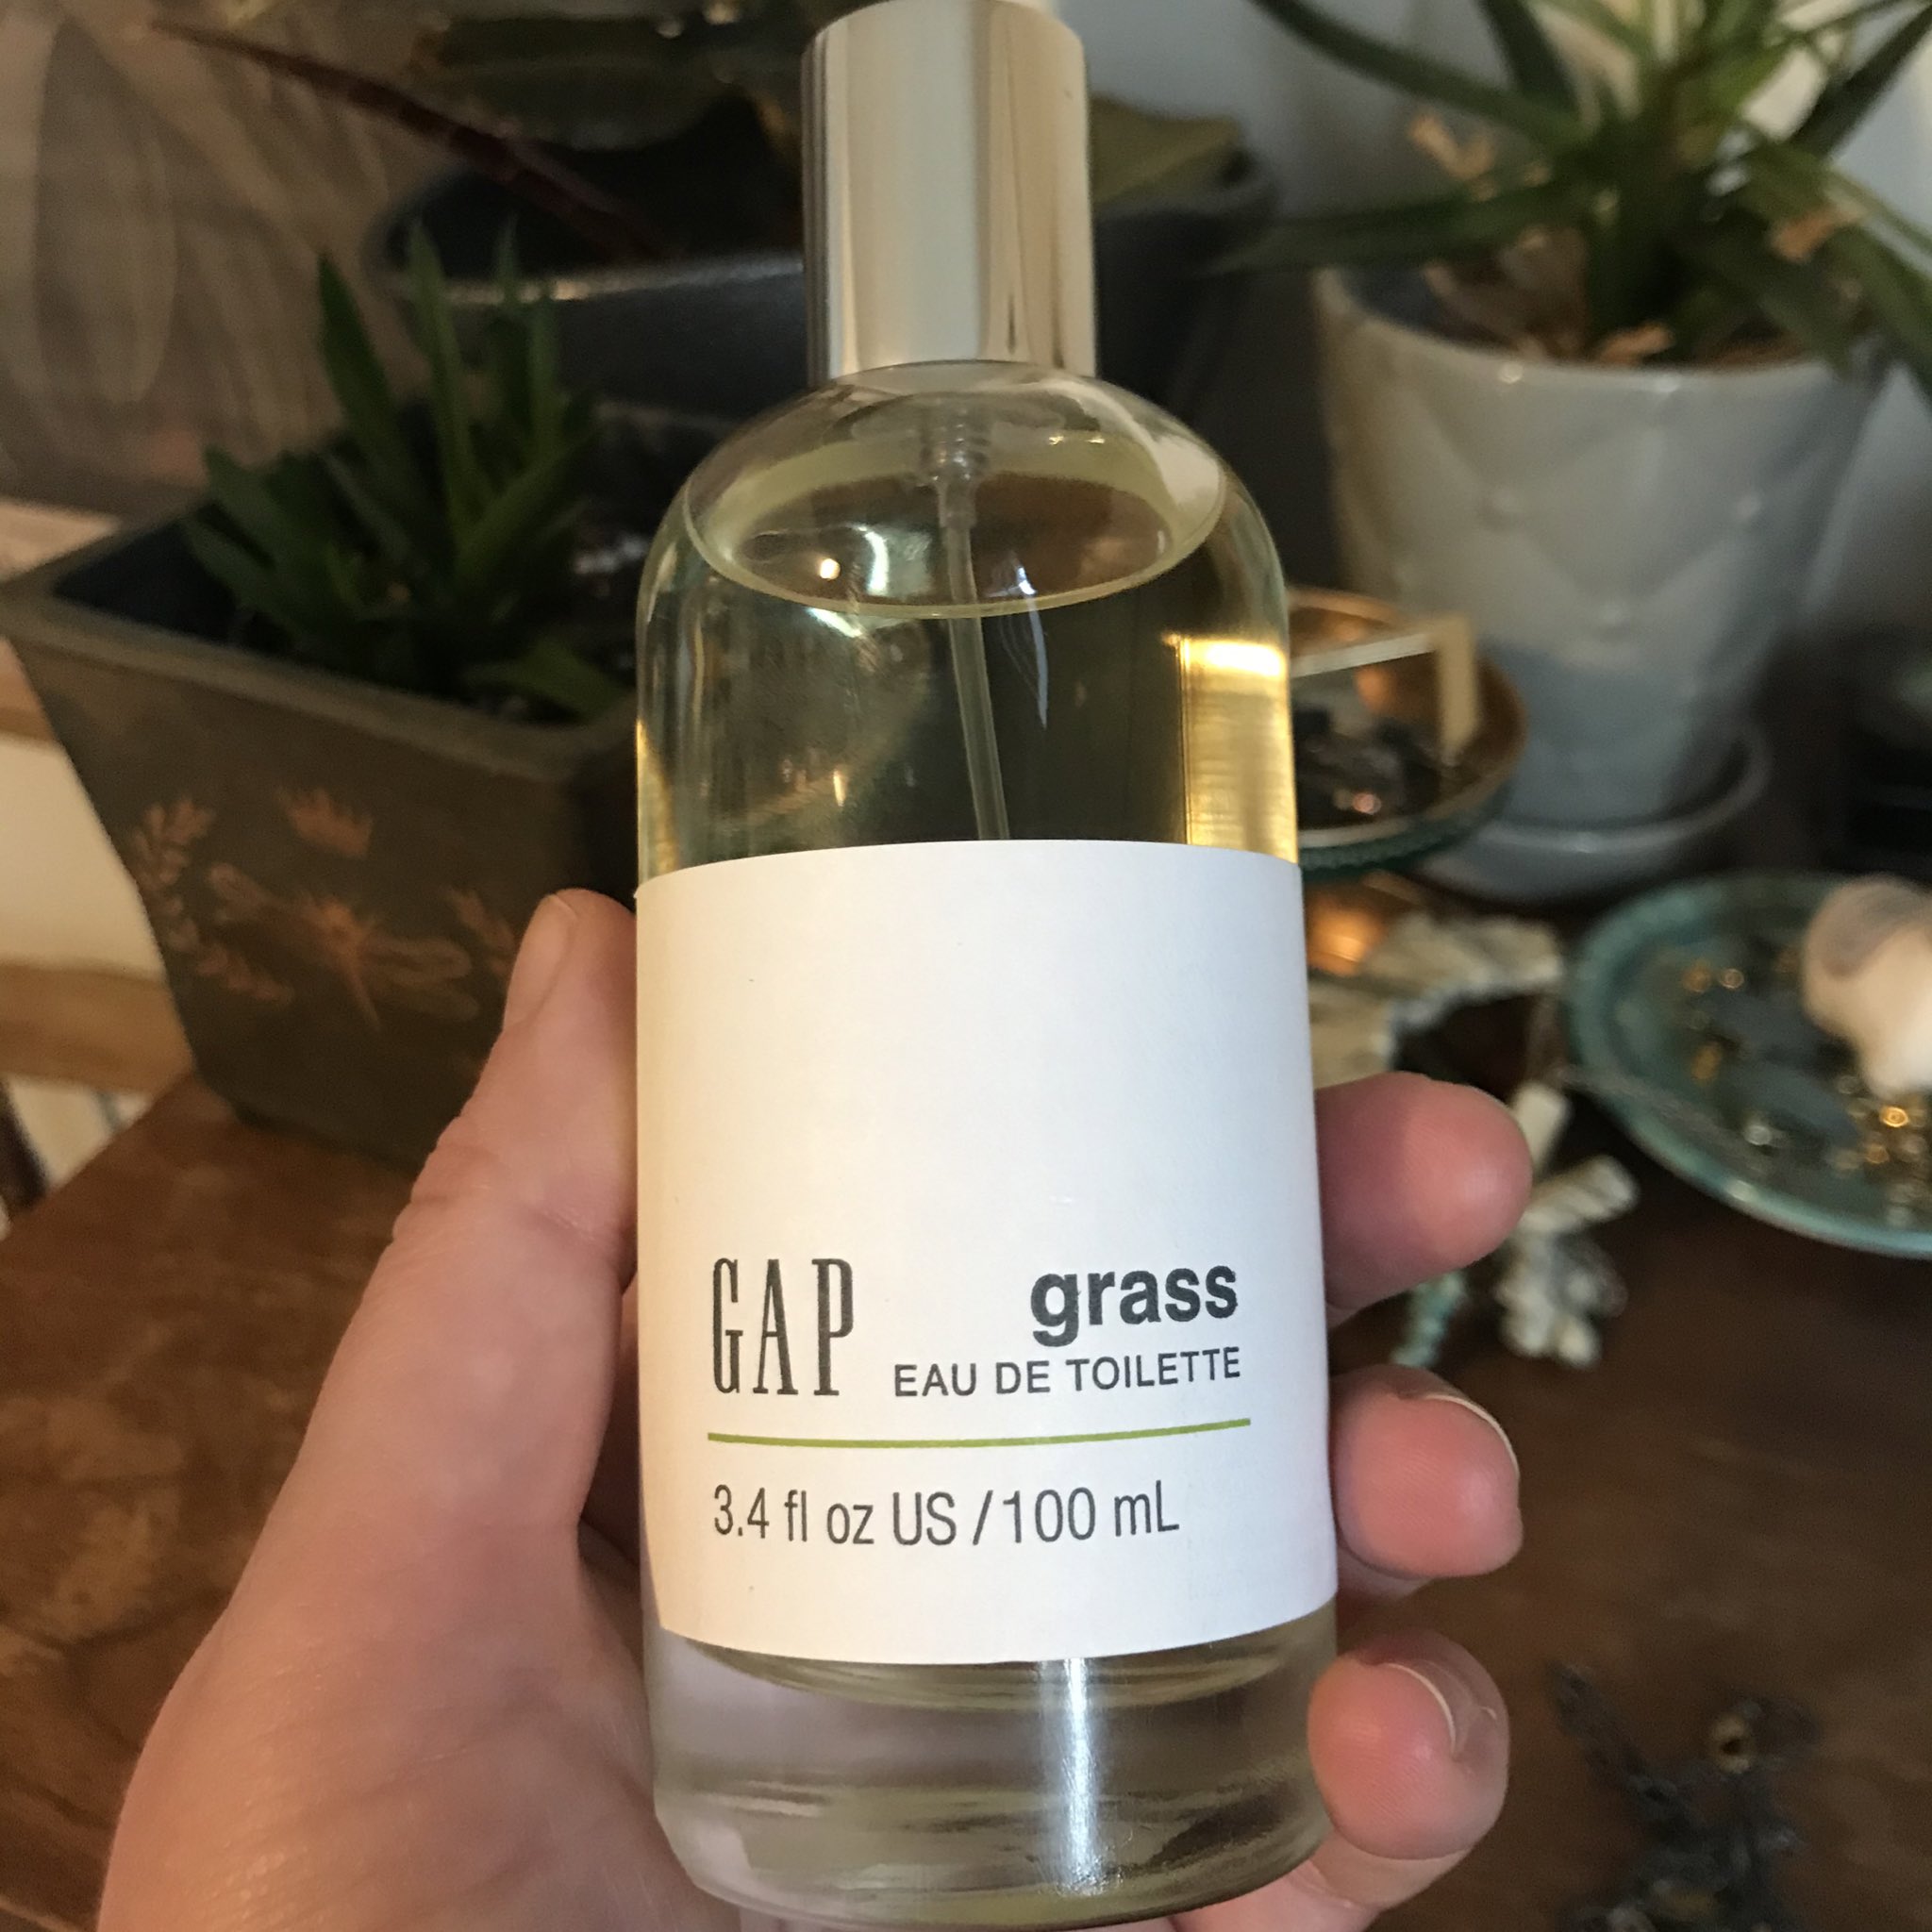 GAP grass
EAU DE TOILETTE
3.4 fl oz US / 100 mL